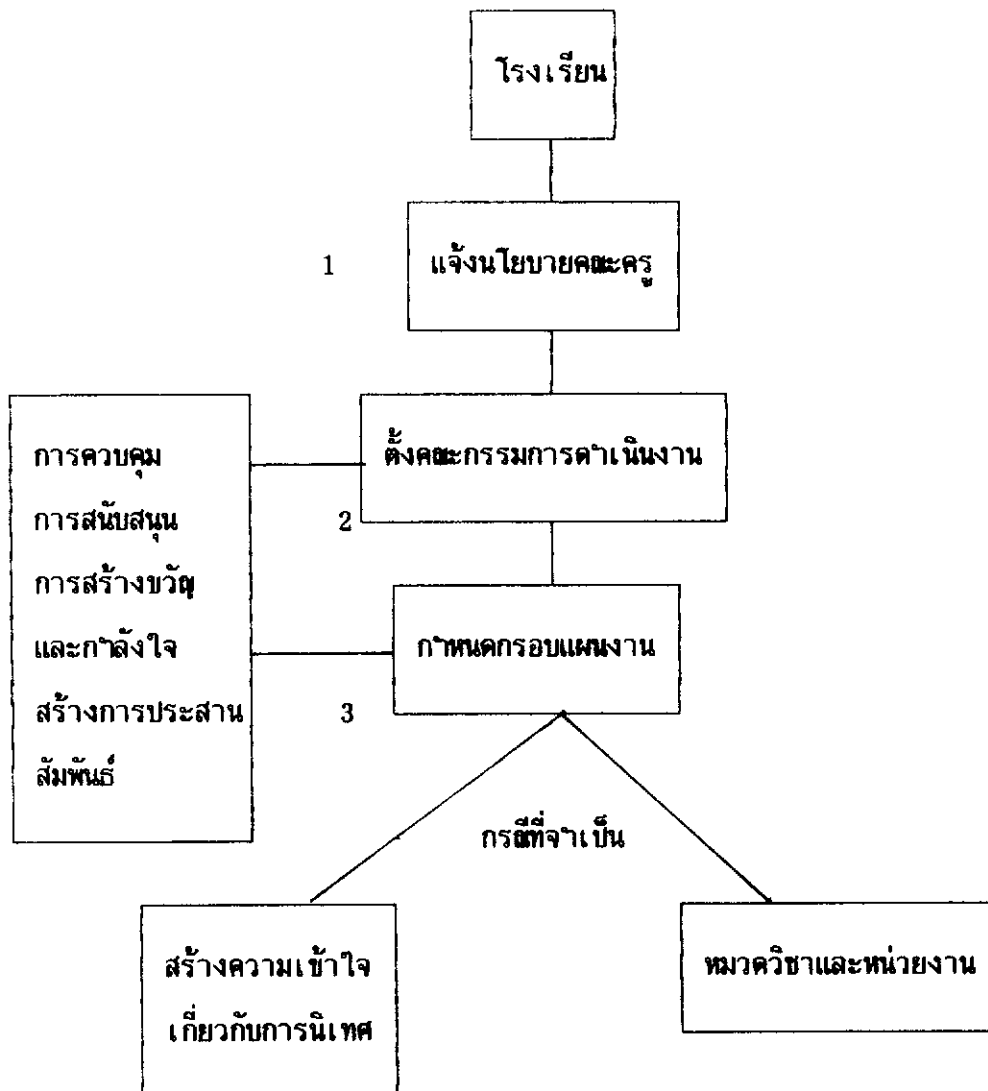 โรงเรียน
1
แจ้งนโยบายคณะครู
ตั้งคณะกรรมการดำเนินงาน
2
การควบคุม
การสนับสนุน
การสร้างขวัญ
และกำลังใจ
สร้างการประสาน
สัมพันธ์
กำหนดกรอบแผนงาน
3
กรณีที่จำเป็น
สร้างความเข้าใจ
เกี่ยวกับการนิเทศ
หมวดวิชาและหน่วยงาน